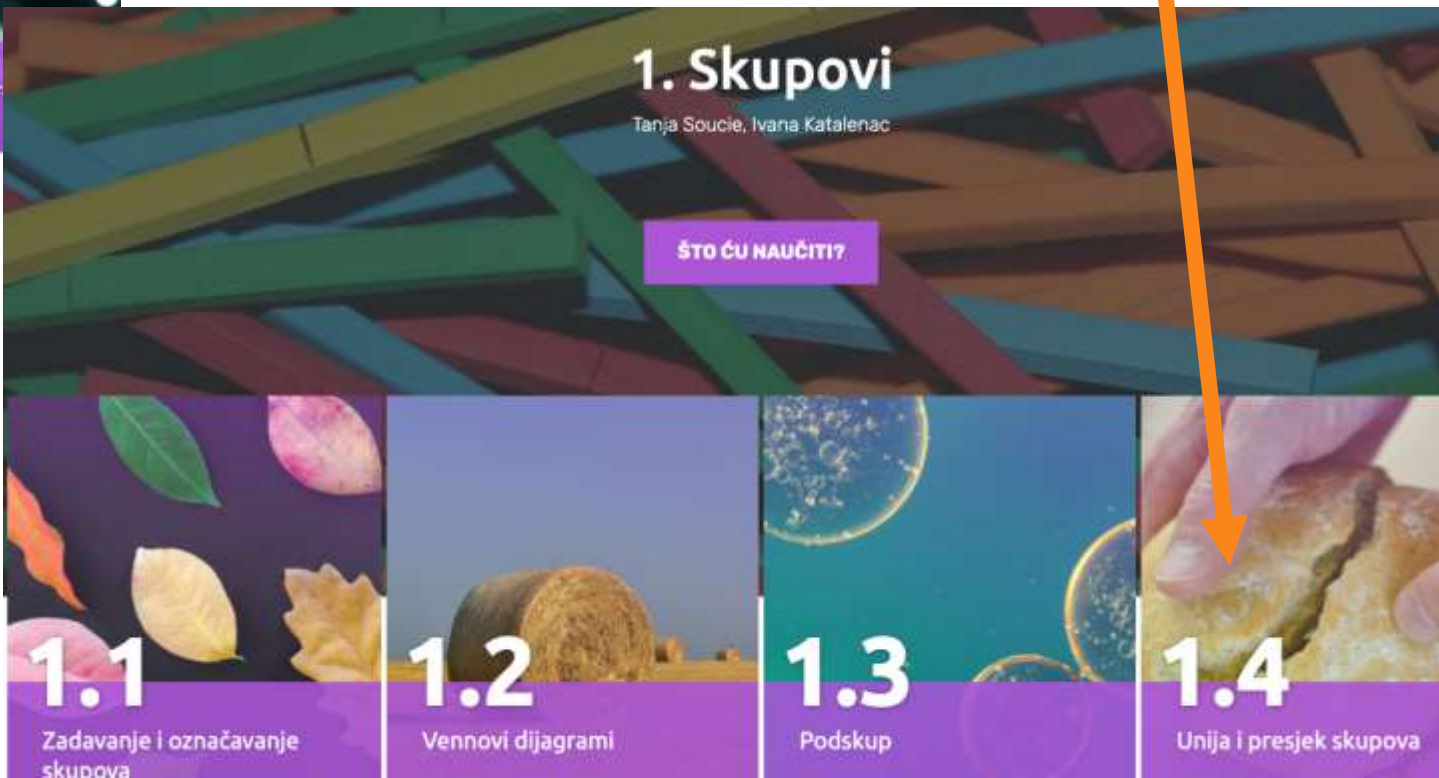 1. Skupovi
Tanja Soucie, Ivana Katalenac
ŠTO ĆU NAUČITI?
1.1
Zadavanje i označavanje
skupova
1.2
Vennovi dijagrami
1.3
Podskup
1.4
Unija i presjek skupova